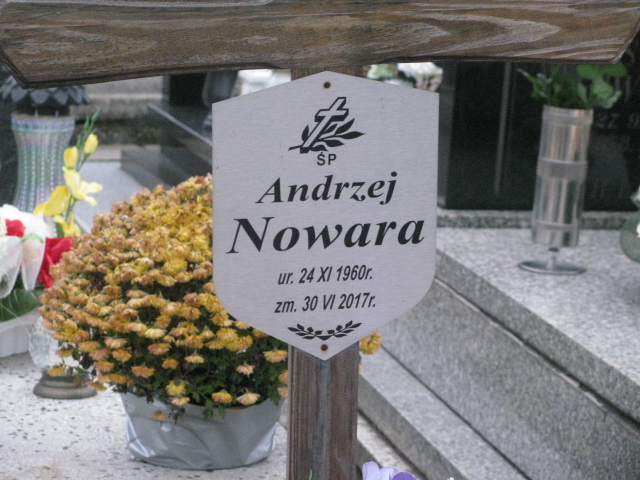 ŚP
Andrzej
Nowara
ur. 24 XI 1960r.
zm. 30 VI 2017r.